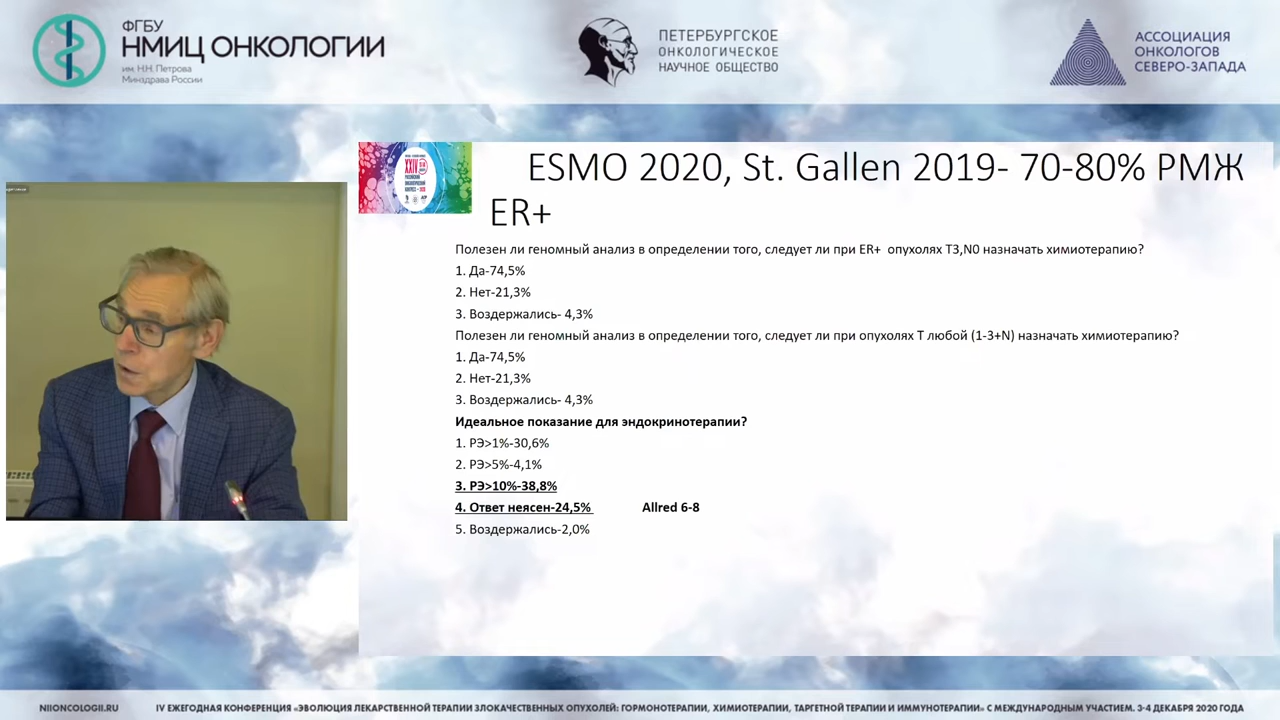 ФГБУ
НМИЦ ОНКОЛОГИИ
им. Н.Н. Петрова
Минздрава России
ПЕТЕРБУРГСКОЕ
ОНКОЛОГИЧЕСКОЕ
НАУЧНОЕ ОБЩЕСТВО
АССОЦИАЦИЯ
ОНКОЛОГОВ
СЕВЕРО-ЗАПАДА
XXIV
ESMO 2020, St. Gallen 2019- 70-80% РМЖ
ER+
Полезен ли геномный анализ в определении того, следует ли при ER+ опухолях T3,N0 назначать химиотерапию?
1. Да-74,5%
2. Нет-21,3%
3. Воздержались- 4,3%
Полезен ли геномный анализ в определении того, следует ли при опухолях Т любой (1-3+N) назначать химиотерапию?
1. Да-74,5%
2. Нет-21,3%
3. Воздержались- 4,3%
Идеальное показание для эндокринотерапии?
1. РЭ>1%-30,6%
2. РЭ>5%-4,1%
3. РЭ>10%-38,8%
4. Ответ неясен-24,5% Allred 6-8
5. Воздержались-2,0%
NIIONCOLOGII.RU
IV ЕЖЕГОДНАЯ КОНФЕРЕНЦИЯ «ЭВОЛЮЦИЯ ЛЕКАРСТВЕННОЙ ТЕРАПИИ ЗЛОКАЧЕСТВЕННЫХ ОПУХОЛЕЙ: ГОРМОНОТЕРАПИИ, ХИМИОТЕРАПИИ, ТАРГЕТНОЙ ТЕРАПИИ И ИММУНОТЕРАПИИ» С МЕЖДУНАРОДНЫМ УЧАСТИЕМ. 3-4 ДЕКАБРЯ 2020 ГОДА